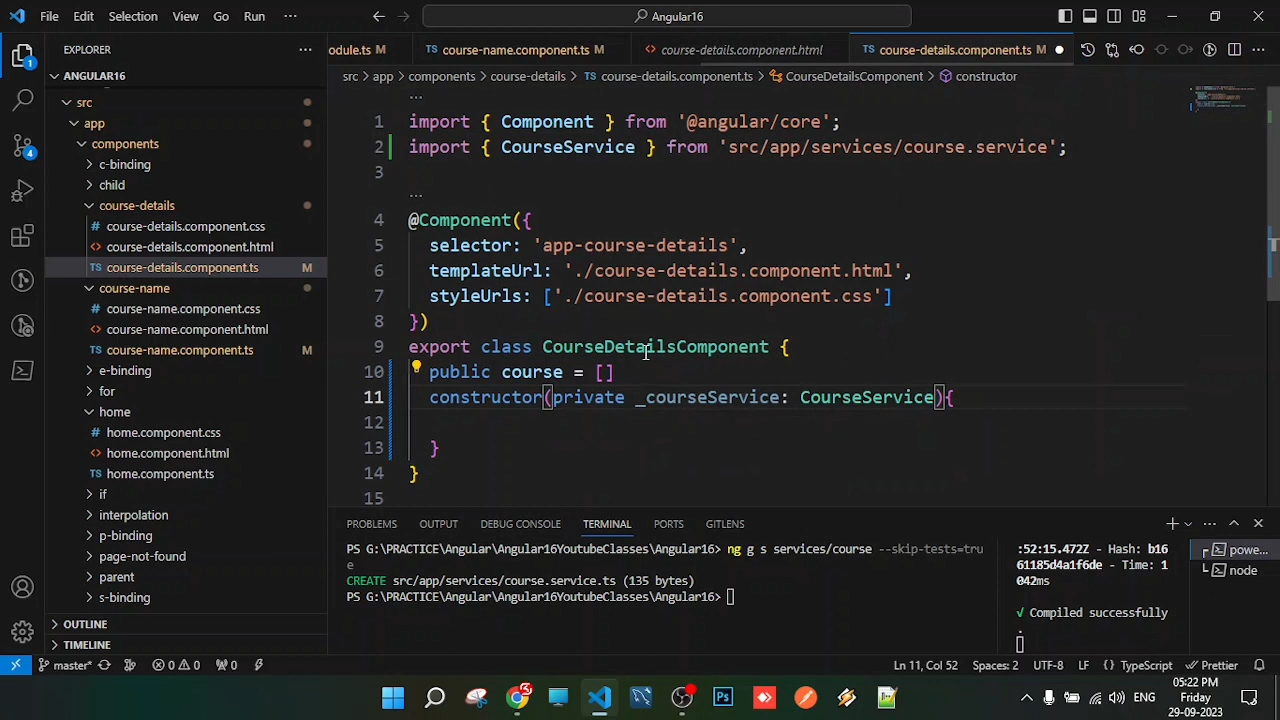 File Edit Selection View Go Run ··· Angular16
EXPLORER ···
ANGULAR16
src
app
components
c-binding
child
course-details
# course-details.component.css
<> course-details.component.html
TS course-details.component.ts M
course-name
# course-name.component.css
<> course-name.component.html
TS course-name.component.ts M
e-binding
for
home
# home.component.css
<> home.component.html
TS home.component.ts
if
interpolation
p-binding
page-not-found
parent
s-binding
OUTLINE
TIMELINE
odule.ts M TS course-name.component.ts M <> course-details.component.html TS course-details.component.ts M ···
src > app > components > course-details > TS course-details.component.ts > CourseDetailsComponent > constructor
···
1 import { Component } from '@angular/core';
2 import { CourseService } from 'src/app/services/course.service';
3
···
4 @Component({
5 selector: 'app-course-details',
6 templateUrl: './course-details.component.html',
7 styleUrls: ['./course-details.component.css']
8 })
9 export class CourseDetailsComponent {
10 public course = []
11 constructor(private _courseService: CourseService){
12
13 }
14 }
15
PROBLEMS OUTPUT DEBUG CONSOLE TERMINAL PORTS GITLENS
PS G:\PRACTICE\Angular\Angular16YoutubeClasses\Angular16> ng g s services/course --skip-tests=tru
e
CREATE src/app/services/course.service.ts (135 bytes)
PS G:\PRACTICE\Angular\Angular16YoutubeClasses\Angular16>
:52:15.472Z - Hash: b16
61185d4a1f6de - Time: 1
042ms
√ Compiled successfully
.
powe...
node
master* 0 0 0 Ln 11, Col 52 Spaces: 2 UTF-8 LF {} TypeScript Prettier
1
4
Ps
ENG
05:22 PM
Friday
29-09-2023